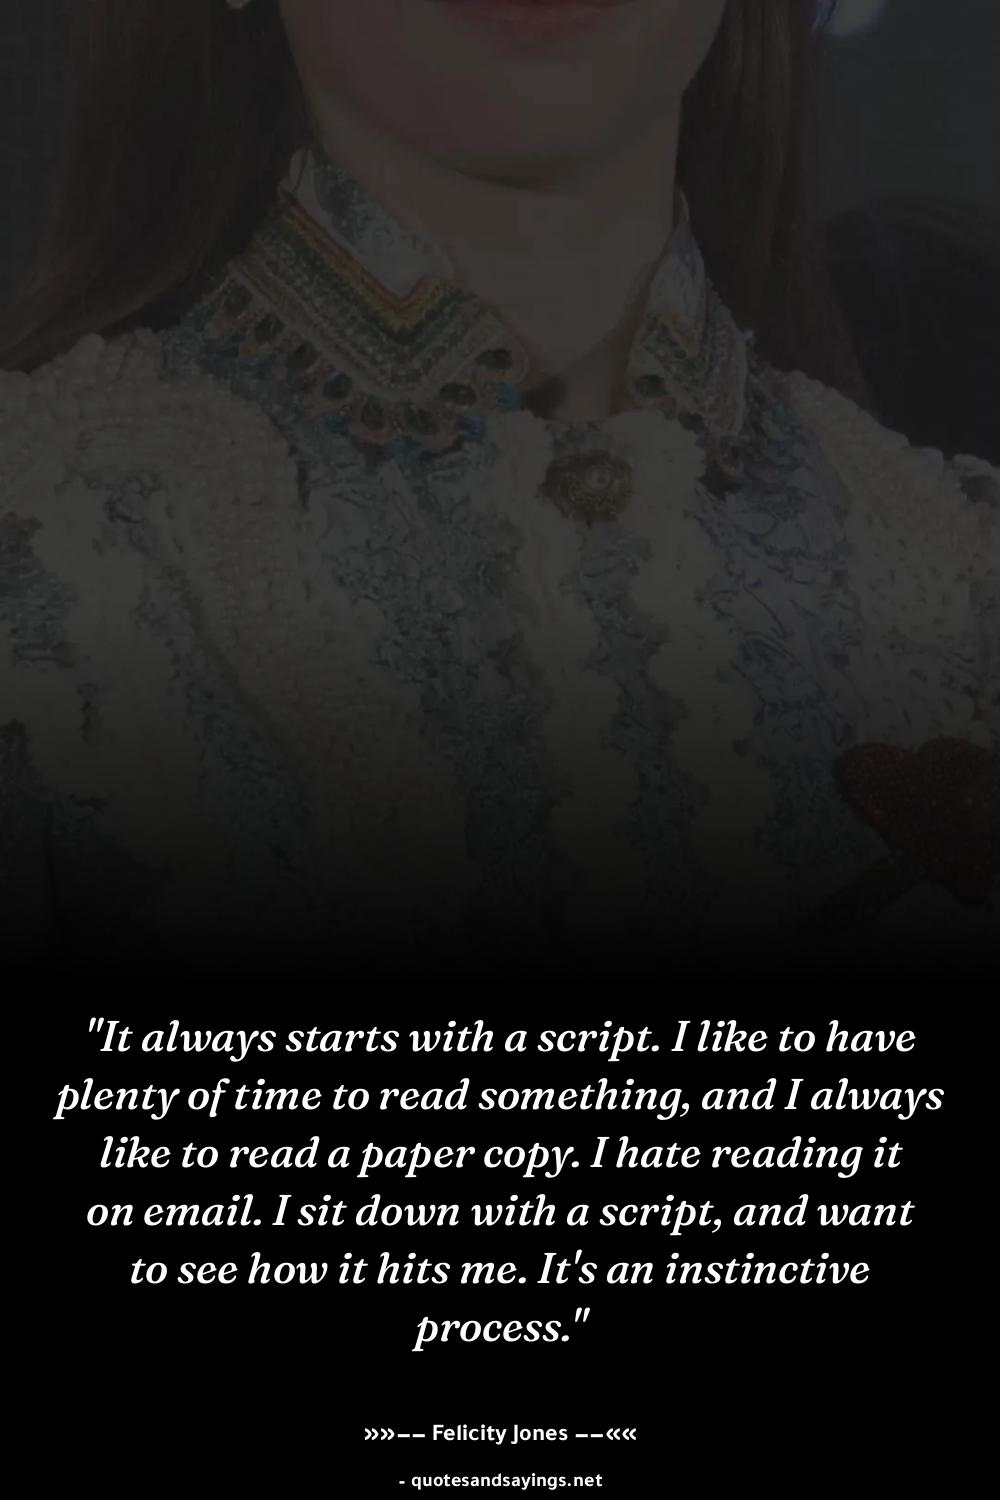 "It always starts with a script. I like to have
plenty of time to read something, and I always
like to read a paper copy. I hate reading it
on email. I sit down with a script, and want
to see how it hits me. It's an instinctive
process."
»»−− Felicity Jones −−««
- quotesandsayings.net